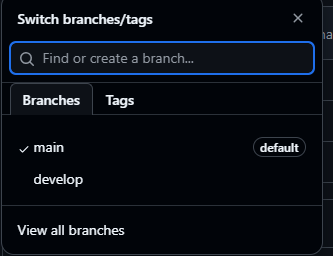 Switch branches/tags
Find or create a branch...
Branches Tags
main default
develop
View all branches